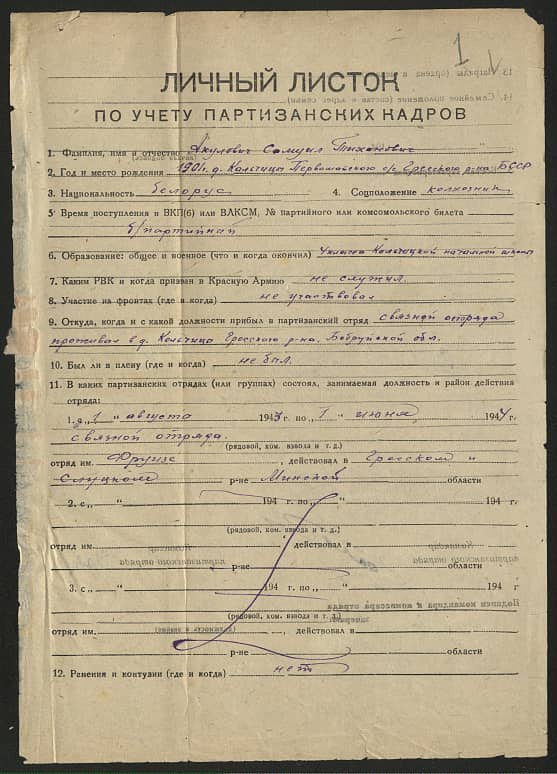 1
ЛИЧНЫЙ ЛИСТОК
ПО УЧЕТУ ПАРТИЗАНСКИХ КАДРОВ
1. Фамилия, имя и отчество Акулович Самуил Тихонович
2. Год и место рождения 1901г. д. Кольчицы Первомайского с/с Гресского р-на БССР
3. Национальность белорус 4. Соцположение колхозник
5. Время поступления в ВКП(б) или ВЛКСМ, № партийного или комсомольского билета
б/партийный
6. Образование: общее и военное (что и когда окончил) школы
7. Каким РВК и когда призван в Красную Армию не служил
8. Участие на фронтах (где и когда) не участвовал
9. Откуда, когда и с какой должности прибыл в партизанский отряд связной отряда
проживал в д. Кольчицы Гресского р-на, Бобруйской обл.
10. Был ли в плену (где и когда) не был.
11. В каких партизанских отрядах (или группах) состоял, занимаемая должность и район действия
отряда:
1. с „1“ августа 1943 г. по „1“ июня 1944 г.
связной отряда.
(рядовой, ком. взвода и т. д.)
отряд им. Фрунзе, действовал в Гресском и
Слуцком р-не Минской области
2. с „ “ 194 г. по „ “ 194 г.
(рядовой, ком. взвода и т. д.)
отряд им. , действовал в
р-не области
3. с „ “ 194 г. по „ “ 194
(рядовой, ком. взвода и т. д.)
отряд им. , действовал в
р-не области
12. Ранения и контузии (где и когда) нет